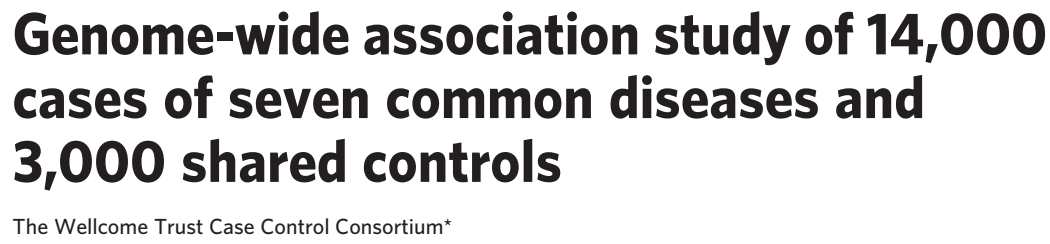 Genome-wide association study of 14,000
cases of seven common diseases and
3,000 shared controls
The Wellcome Trust Case Control Consortium*